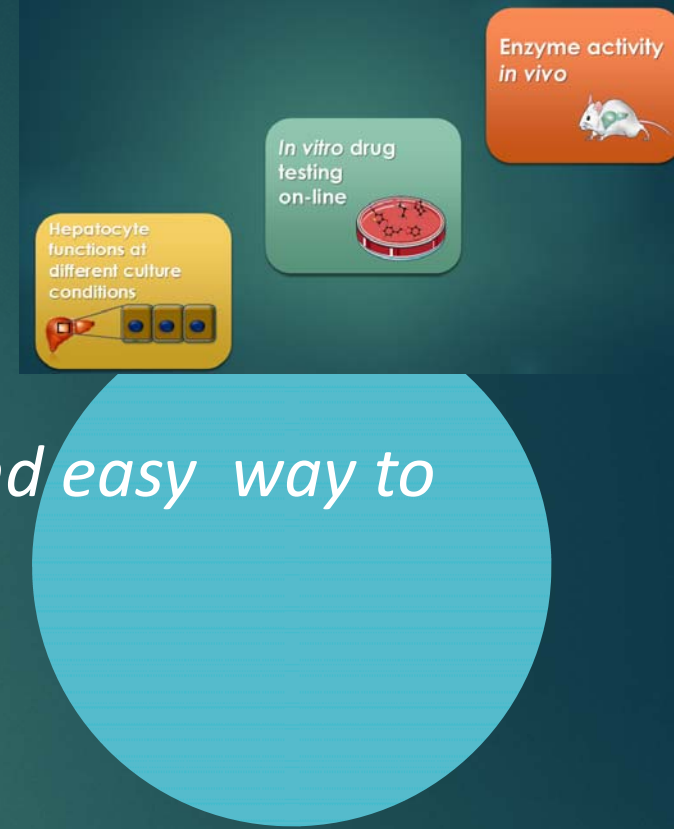 Enzyme activity
in vivo
In vitro drug
testing
on-line
Hepatocyte
functions at
different culture
conditions
easy way to